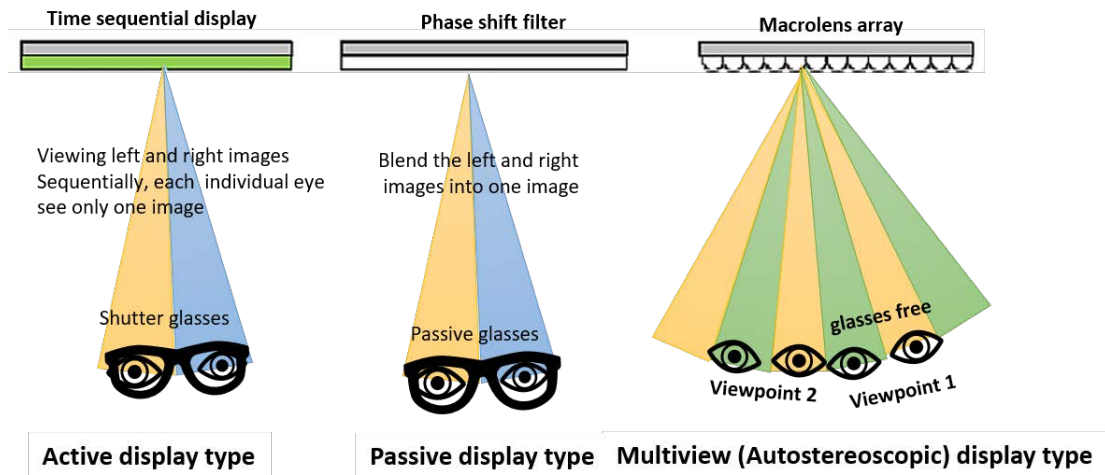 Time sequential display
Phase shift filter
Macrolens array
Viewing left and right images
Sequentially, each individual eye
see only one image
Blend the left and right
images into one image
Shutter glasses
Passive glasses
glasses free
Viewpoint 2
Viewpoint 1
Active display type
Passive display type
Multiview (Autostereoscopic) display type